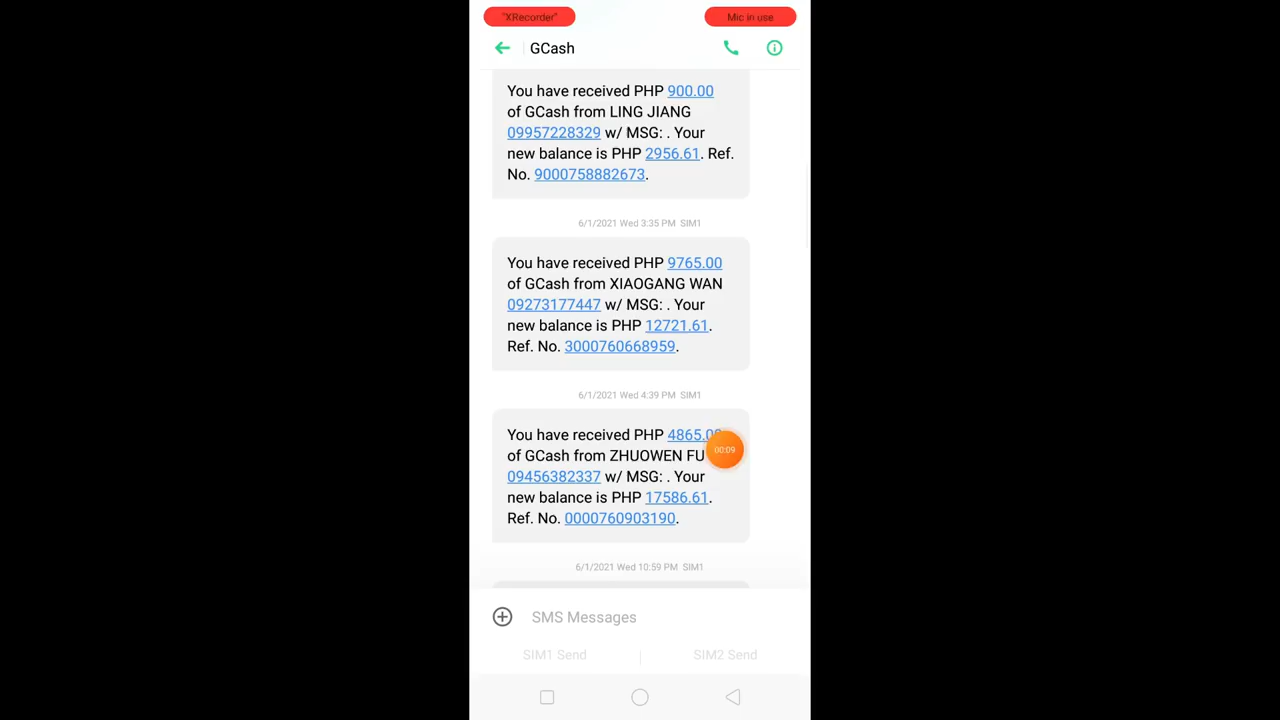 "XRecorder"
Mic in use
GCash
You have received PHP 900.00
of GCash from LING JIANG
09957228329 w/ MSG: . Your
new balance is PHP 2956.61. Ref.
No. 9000758882673.
6/1/2021 Wed 3:35 PM SIM1
You have received PHP 9765.00
of GCash from XIAOGANG WAN
09273177447 w/ MSG: . Your
new balance is PHP 12721.61.
Ref. No. 3000760668959.
6/1/2021 Wed 4:39 PM SIM1
You have received PHP
of GCash from ZHUOWEN FU
00:09
09456382337 w/ MSG: . Your
new balance is PHP 17586.61.
Ref. No. 0000760903190.
6/1/2021 Wed 10:59 PM SIM1
SMS Messages
SIM1 Send
SIM2 Send